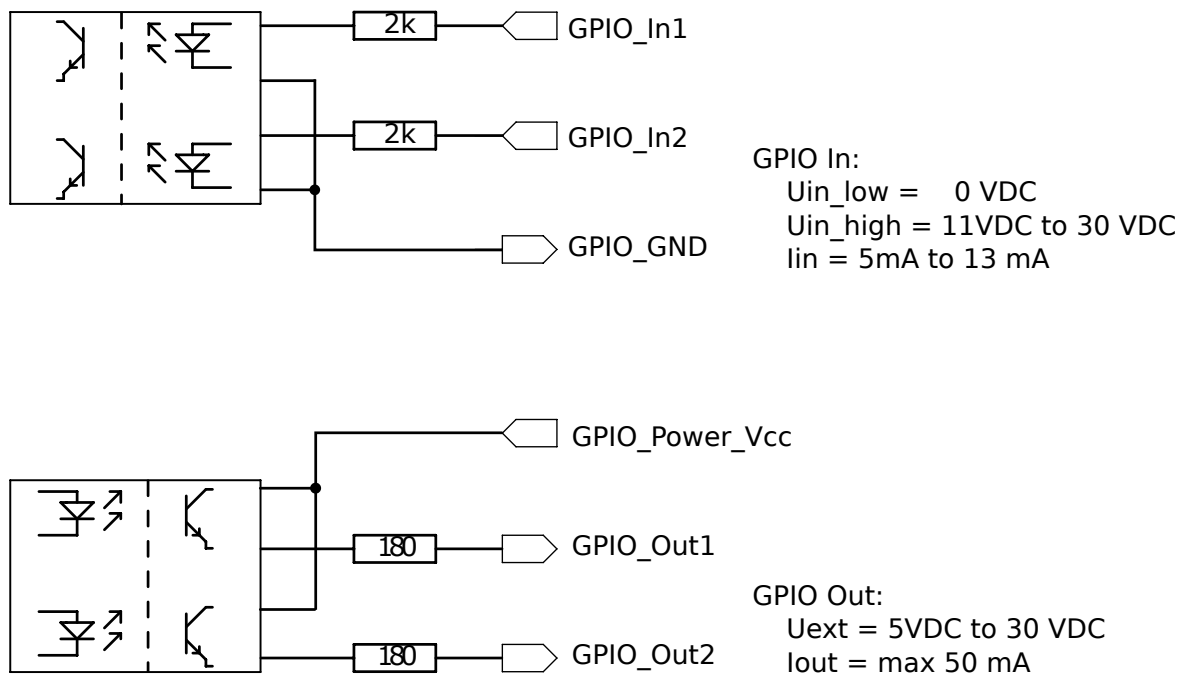 2k
GPIO_In1
2k
GPIO_In2
GPIO_GND
GPIO In:
Uin_low = 0 VDC
Uin_high = 11VDC to 30 VDC
Iin = 5mA to 13 mA
GPIO_Power_Vcc
180
GPIO_Out1
180
GPIO_Out2
GPIO Out:
Uext = 5VDC to 30 VDC
Iout = max 50 mA